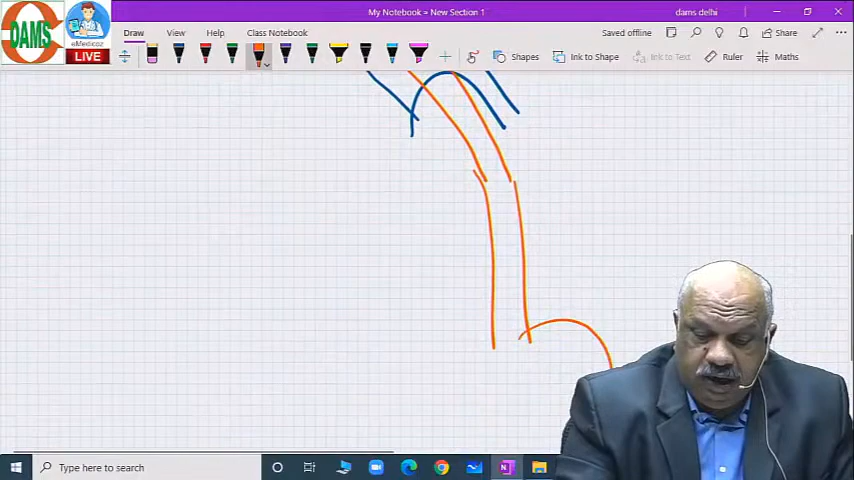 My Notebook ≈ New Section 1
dams delhi
DAMS
eMedicoz
LIVE
Draw
View
Help
Class Notebook
Saved offline
Share
Shapes
Ink to Shape
Ink to Text
Ruler
Maths
Type here to search